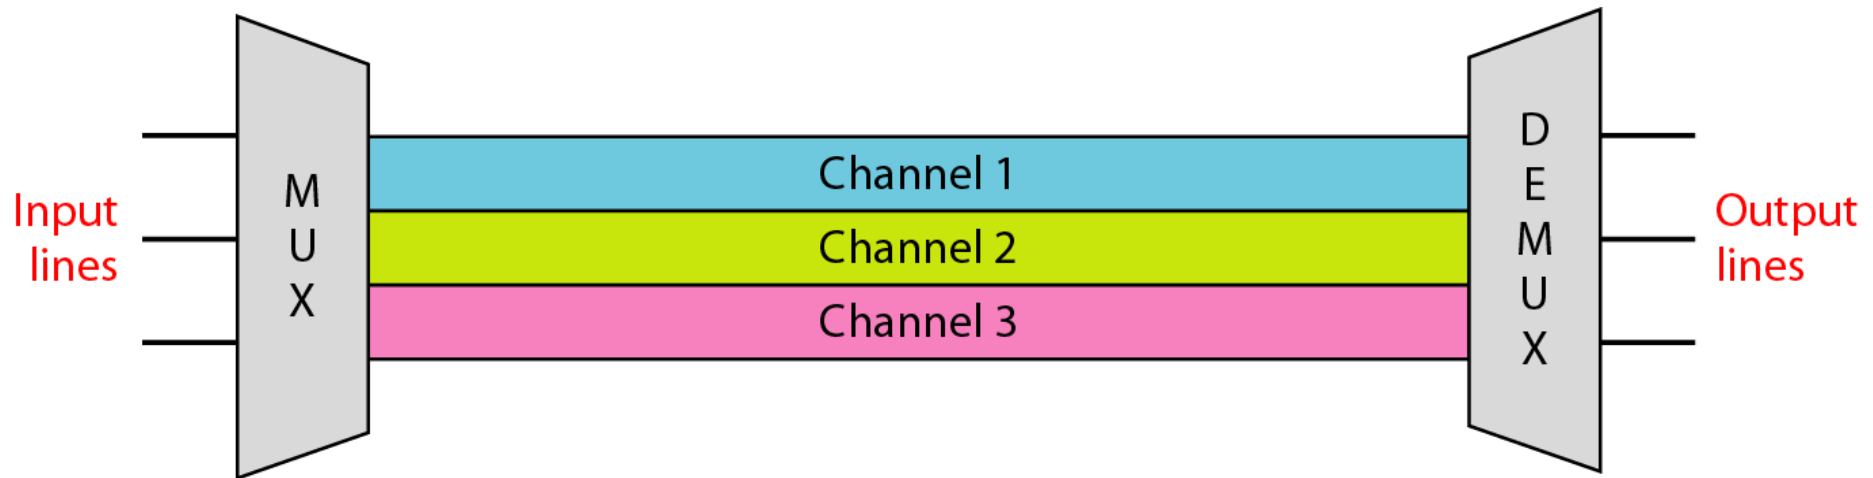 Input
lines
M
U
X
Channel 1
Channel 2
Channel 3
D
E
M
U
X
Output
lines